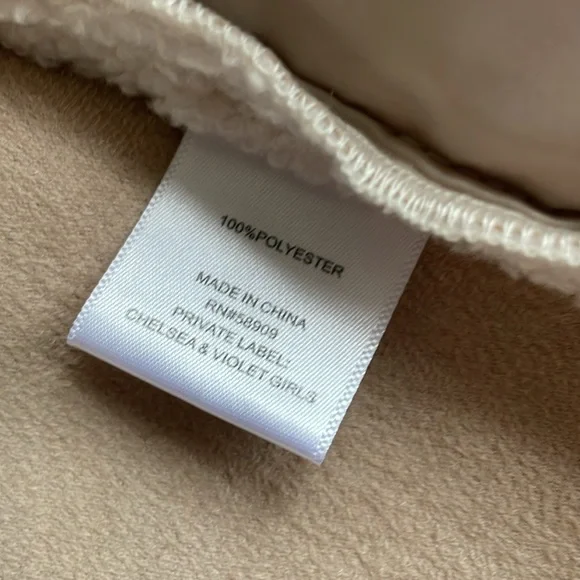 100%POLYESTER
MADE IN CHINA
RN#58909
PRIVATE LABEL:
CHELSEA & VIOLET GIRLS